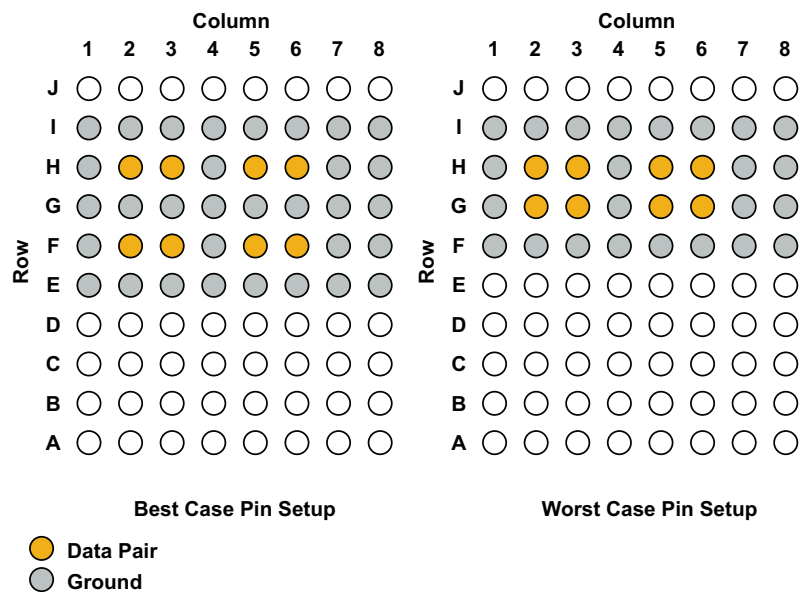 Column Column
1 2 3 4 5 6 7 8 1 2 3 4 5 6 7 8
J J
I I
H H
G G
F F
Row Row
E E
D D
C C
B B
A A
Best Case Pin Setup Worst Case Pin Setup
Data Pair
Ground